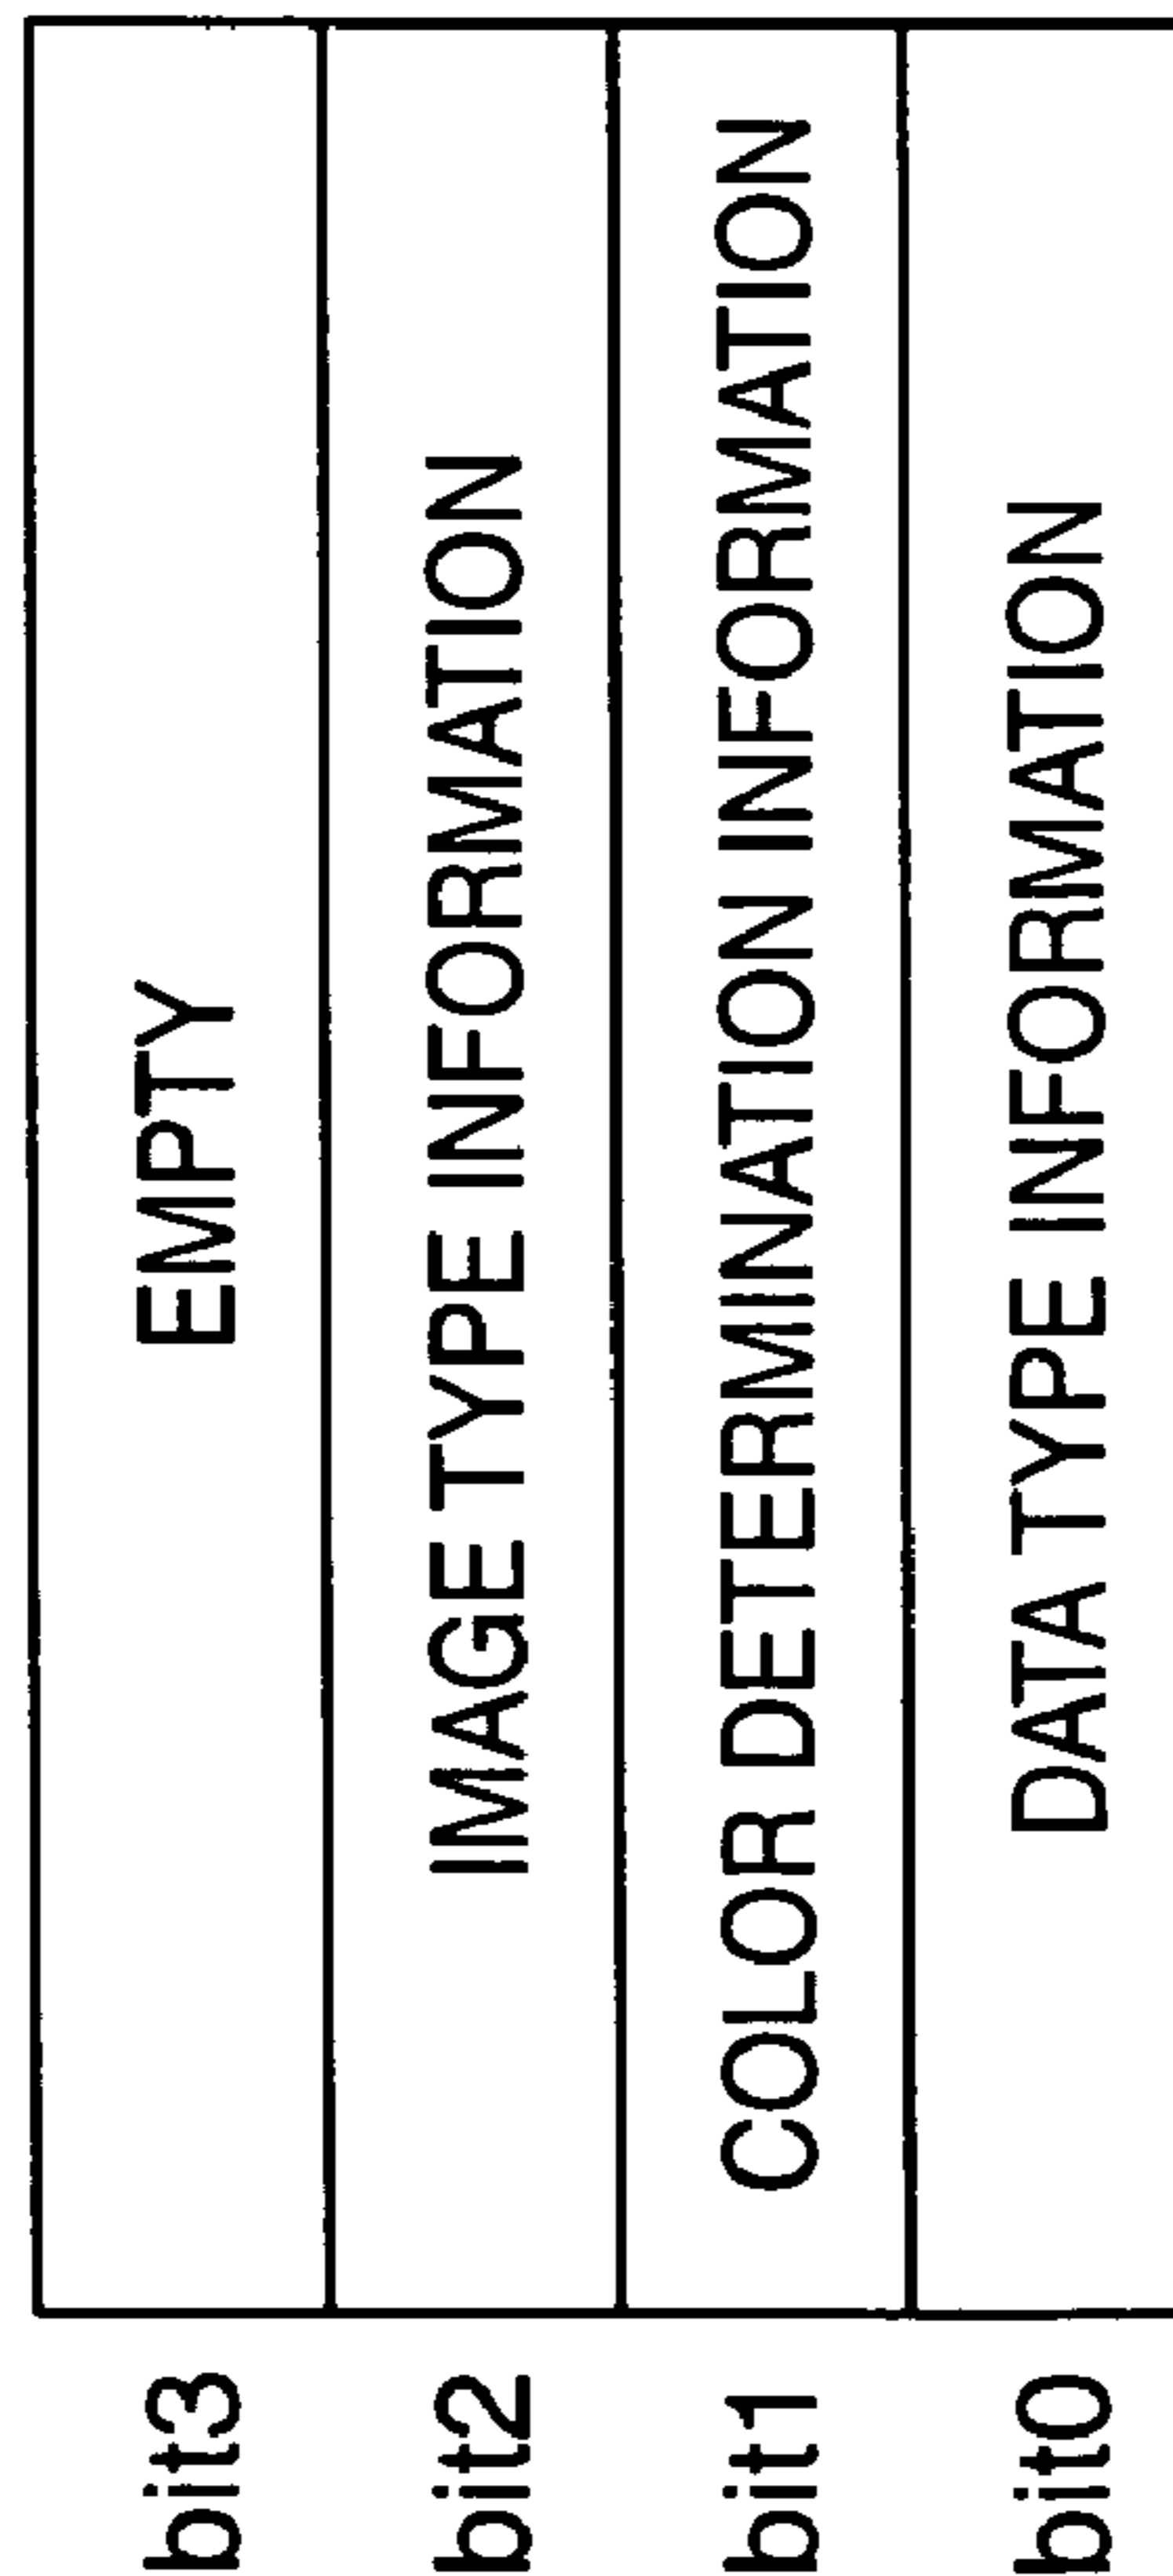 bit3 EMPTY
bit2 IMAGE TYPE INFORMATION
bit1 COLOR DETERMINATION INFORMATION
bit0 DATA TYPE INFORMATION